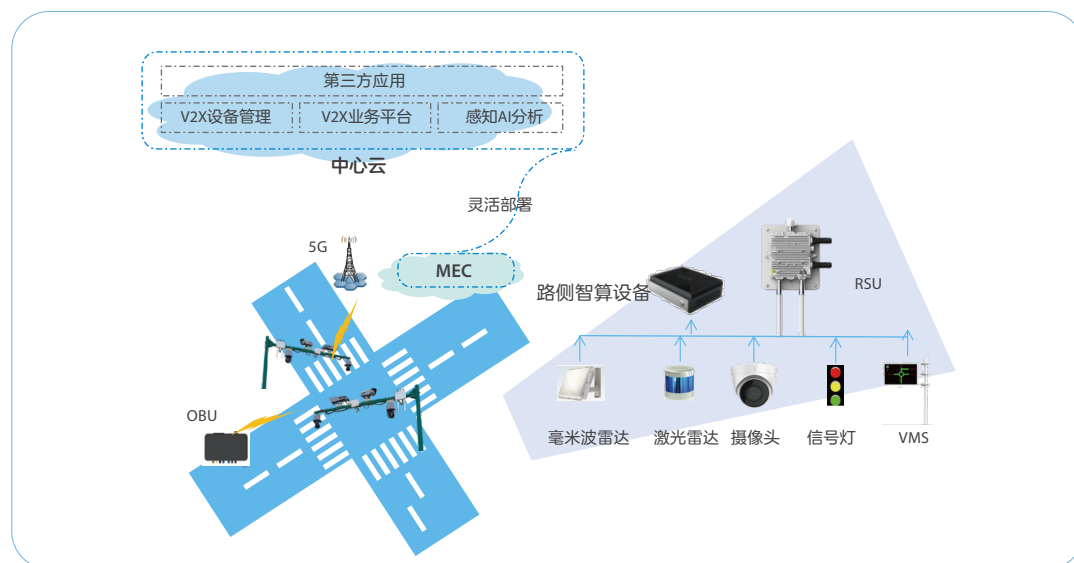 第三方应用
V2X设备管理
V2X业务平台
感知AI分析
中心云
灵活部署
5G
MEC
路侧智算设备
RSU
OBU
毫米波雷达
激光雷达
摄像头
信号灯
VMS